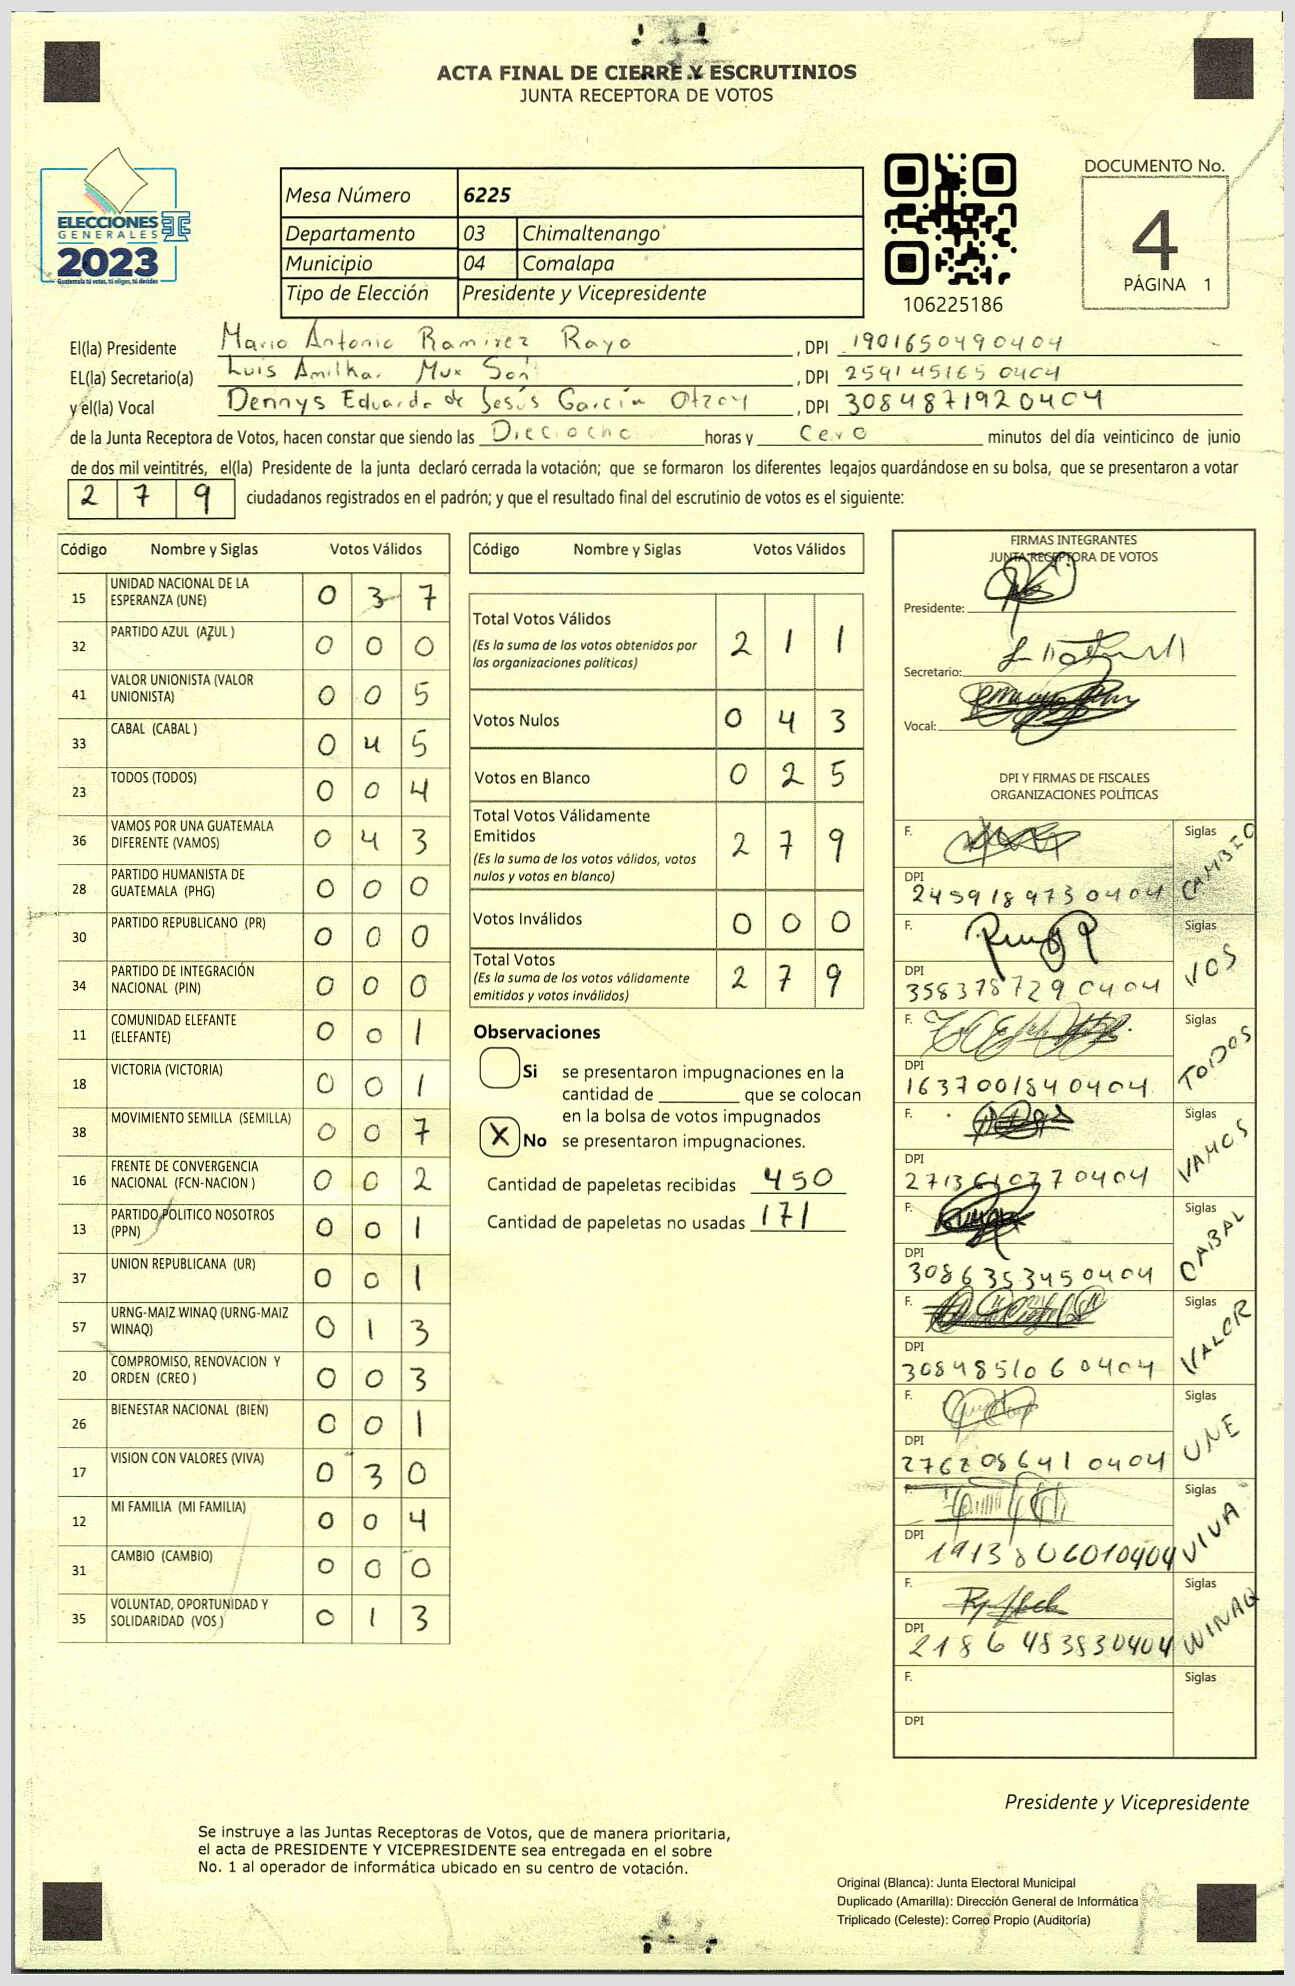 ACTA FINAL DE CIERRE Y ESCRUTINIOS
JUNTA RECEPTORA DE VOTOS
ELECCIONES
GENERALES
2023
Guatemala tú votas, tú eliges, tú decides
Mesa Número 6225
Departamento 03 Chimaltenango
Municipio 04 Comalapa
Tipo de Elección Presidente y Vicepresidente
106225186
DOCUMENTO No.
4
PÁGINA 1
El(la) Presidente Mario Antonio Ramirez Rayo, DPI 1901650490404
EL(la) Secretario(a) Luis Amilkar Mux Son, DPI 2591451650404
y el(la) Vocal Dennys Eduardo de Jesús García Otzoy, DPI 3084871920404
de la Junta Receptora de Votos, hacen constar que siendo las Dieciocho horas y Cero minutos del día veinticinco de junio
de dos mil veintitrés, el(la) Presidente de la junta declaró cerrada la votación; que se formaron los diferentes legajos quardándose en su bolsa, que se presentaron a votar
279 ciudadanos registrados en el padrón; y que el resultado final del escrutinio de votos es el siguiente:
Código Nombre y Siglas Votos Válidos
15 UNIDAD NACIONAL DE LA ESPERANZA (UNE) 0 3 7
32 PARTIDO AZUL (AZUL ) 0 0 0
41 VALOR UNIONISTA (VALOR UNIONISTA) 0 0 5
33 CABAL (CABAL ) 0 4 5
23 TODOS (TODOS) 0 0 4
36 VAMOS POR UNA GUATEMALA DIFERENTE (VAMOS) 0 4 3
28 PARTIDO HUMANISTA DE GUATEMALA (PHG) 0 0 0
30 PARTIDO REPUBLICANO (PR) 0 0 0
34 PARTIDO DE INTEGRACIÓN NACIONAL (PIN) 0 0 0
11 COMUNIDAD ELEFANTE (ELEFANTE) 0 0 1
18 VICTORIA (VICTORIA) 0 0 1
38 MOVIMIENTO SEMILLA (SEMILLA) 0 0 7
16 FRENTE DE CONVERGENCIA NACIONAL (FCN-NACION ) 0 0 2
13 PARTIDO POLITICO NOSOTROS (PPN) 0 0 1
37 UNION REPUBLICANA (UR) 0 0 1
57 URNG-MAIZ WINAQ (URNG-MAIZ WINAQ) 0 1 3
20 COMPROMISO, RENOVACION Y ORDEN (CREO ) 0 0 3
26 BIENESTAR NACIONAL (BIEN) 0 0 1
17 VISION CON VALORES (VIVA) 0 3 0
12 MI FAMILIA (MI FAMILIA) 0 0 4
31 CAMBIO (CAMBIO) 0 0 0
35 VOLUNTAD, OPORTUNIDAD Y SOLIDARIDAD (VOS ) 0 1 3
Código Nombre y Siglas Votos Válidos
Total Votos Válidos 2 1 1
(Es la suma de los votos obtenidos por
las organizaciones políticas)
Votos Nulos 0 4 3
Votos en Blanco 0 2 5
Total Votos Válidamente
Emitidos 2 7 9
(Es la suma de los votos válidos, votos
nulos y votos en blanco)
Votos Inválidos 0 0 0
Total Votos 2 7 9
(Es la suma de los votos válidamente
emitidos y votos inválidos)
Observaciones
Si se presentaron impugnaciones en la
cantidad de ________ que se colocan
en la bolsa de votos impugnados
X No se presentaron impugnaciones.
Cantidad de papeletas recibidas 450
Cantidad de papeletas no usadas 171
FIRMAS INTEGRANTES
JUNTA RECEPTORA DE VOTOS
Presidente:
Secretario:
Vocal:
DPI Y FIRMAS DE FISCALES
ORGANIZACIONES POLÍTICAS
F. Siglas CAMBIO
DPI 2459189730404
F. Siglas VOS
DPI 3583787290404
F. Siglas TODOS
DPI 1637001840404
F. Siglas VAMOS
DPI 2713610770404
F. Siglas CABAL
DPI 3086353450404
F. Siglas VALOR
DPI 3084851060404
F. Siglas UNE
DPI 2762086410404
F. Siglas VIVA
DPI 1913806010404
F. Siglas WINAQ
DPI 2186483830404
F. Siglas
DPI
Presidente y Vicepresidente
Se instruye a las Juntas Receptoras de Votos, que de manera prioritaria,
el acta de PRESIDENTE Y VICEPRESIDENTE sea entregada en el sobre
No. 1 al operador de informática ubicado en su centro de votación.
Original (Blanca): Junta Electoral Municipal
Duplicado (Amarilla): Dirección General de Informática
Triplicado (Celeste): Correo Propio (Auditoría)